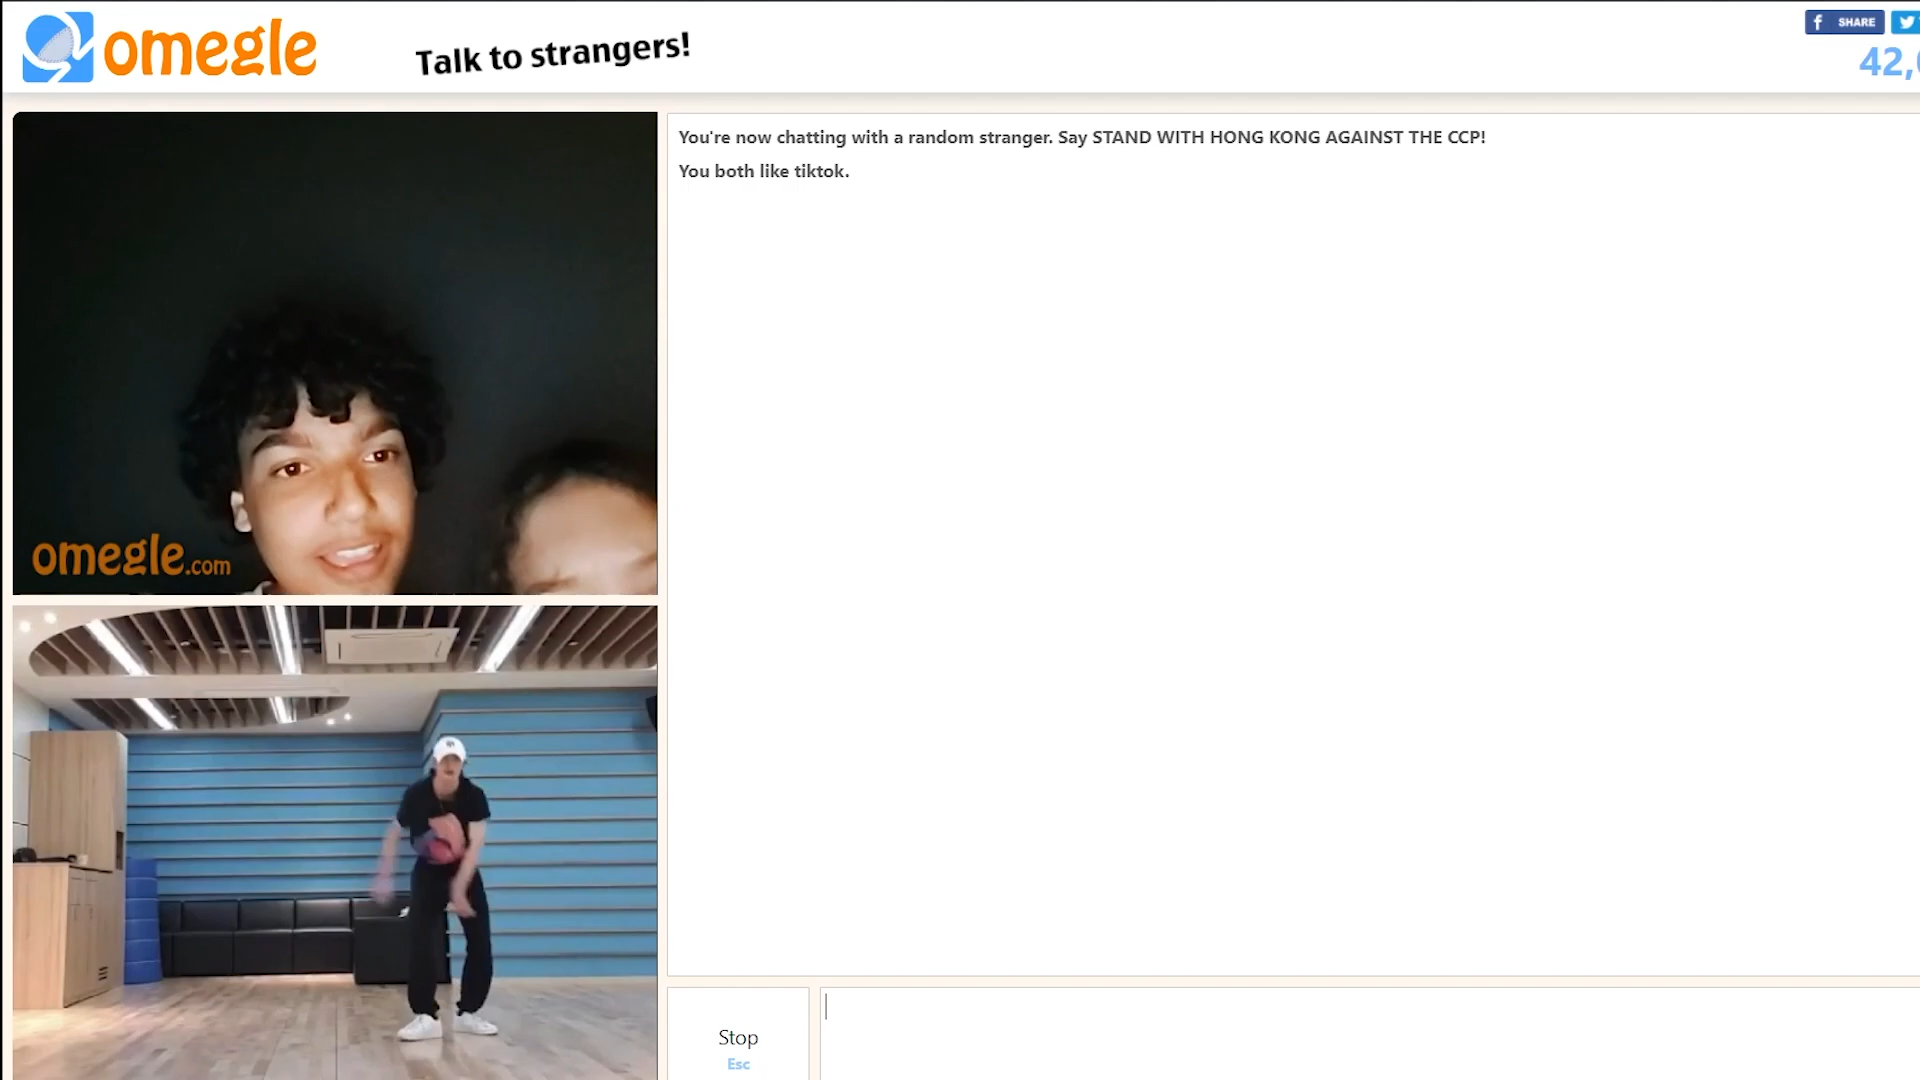 omegle
Talk to strangers!
SHARE
42,
You're now chatting with a random stranger. Say STAND WITH HONG KONG AGAINST THE CCP!
You both like tiktok.
omegle.com
Stop
Esc